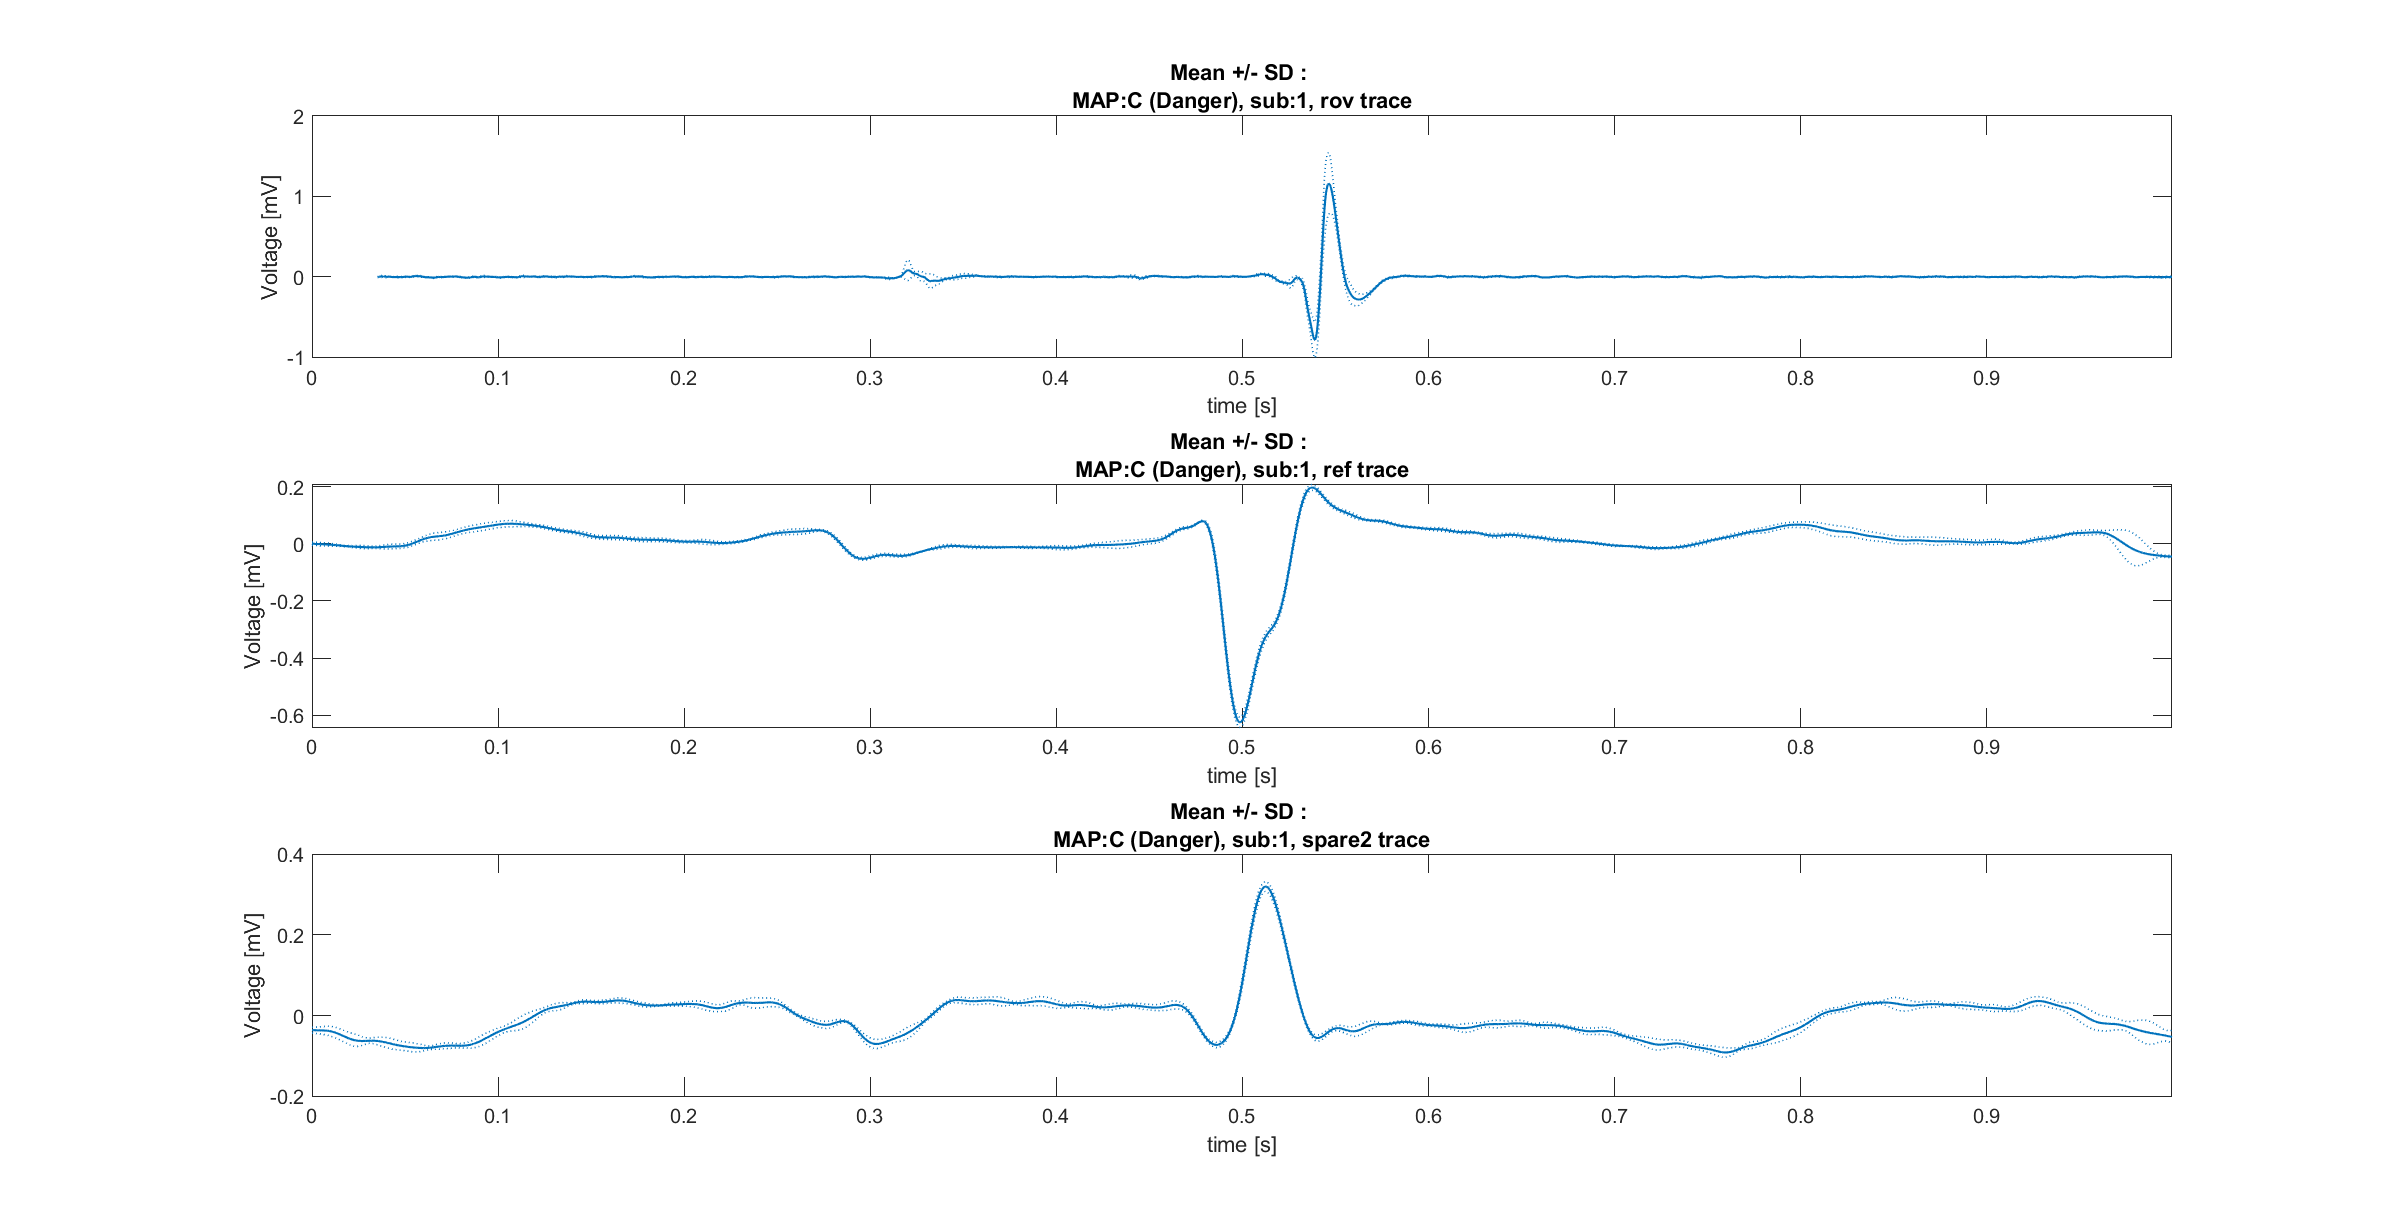 Mean +/- SD :
MAP:C (Danger), sub:1, rov trace
2
1
0
-1
Voltage [mV]
0 0.1 0.2 0.3 0.4 0.5 0.6 0.7 0.8 0.9
time [s]
Mean +/- SD :
MAP:C (Danger), sub:1, ref trace
0.2
0
-0.2
-0.4
-0.6
Voltage [mV]
0 0.1 0.2 0.3 0.4 0.5 0.6 0.7 0.8 0.9
time [s]
Mean +/- SD :
MAP:C (Danger), sub:1, spare2 trace
0.4
0.2
0
-0.2
Voltage [mV]
0 0.1 0.2 0.3 0.4 0.5 0.6 0.7 0.8 0.9
time [s]